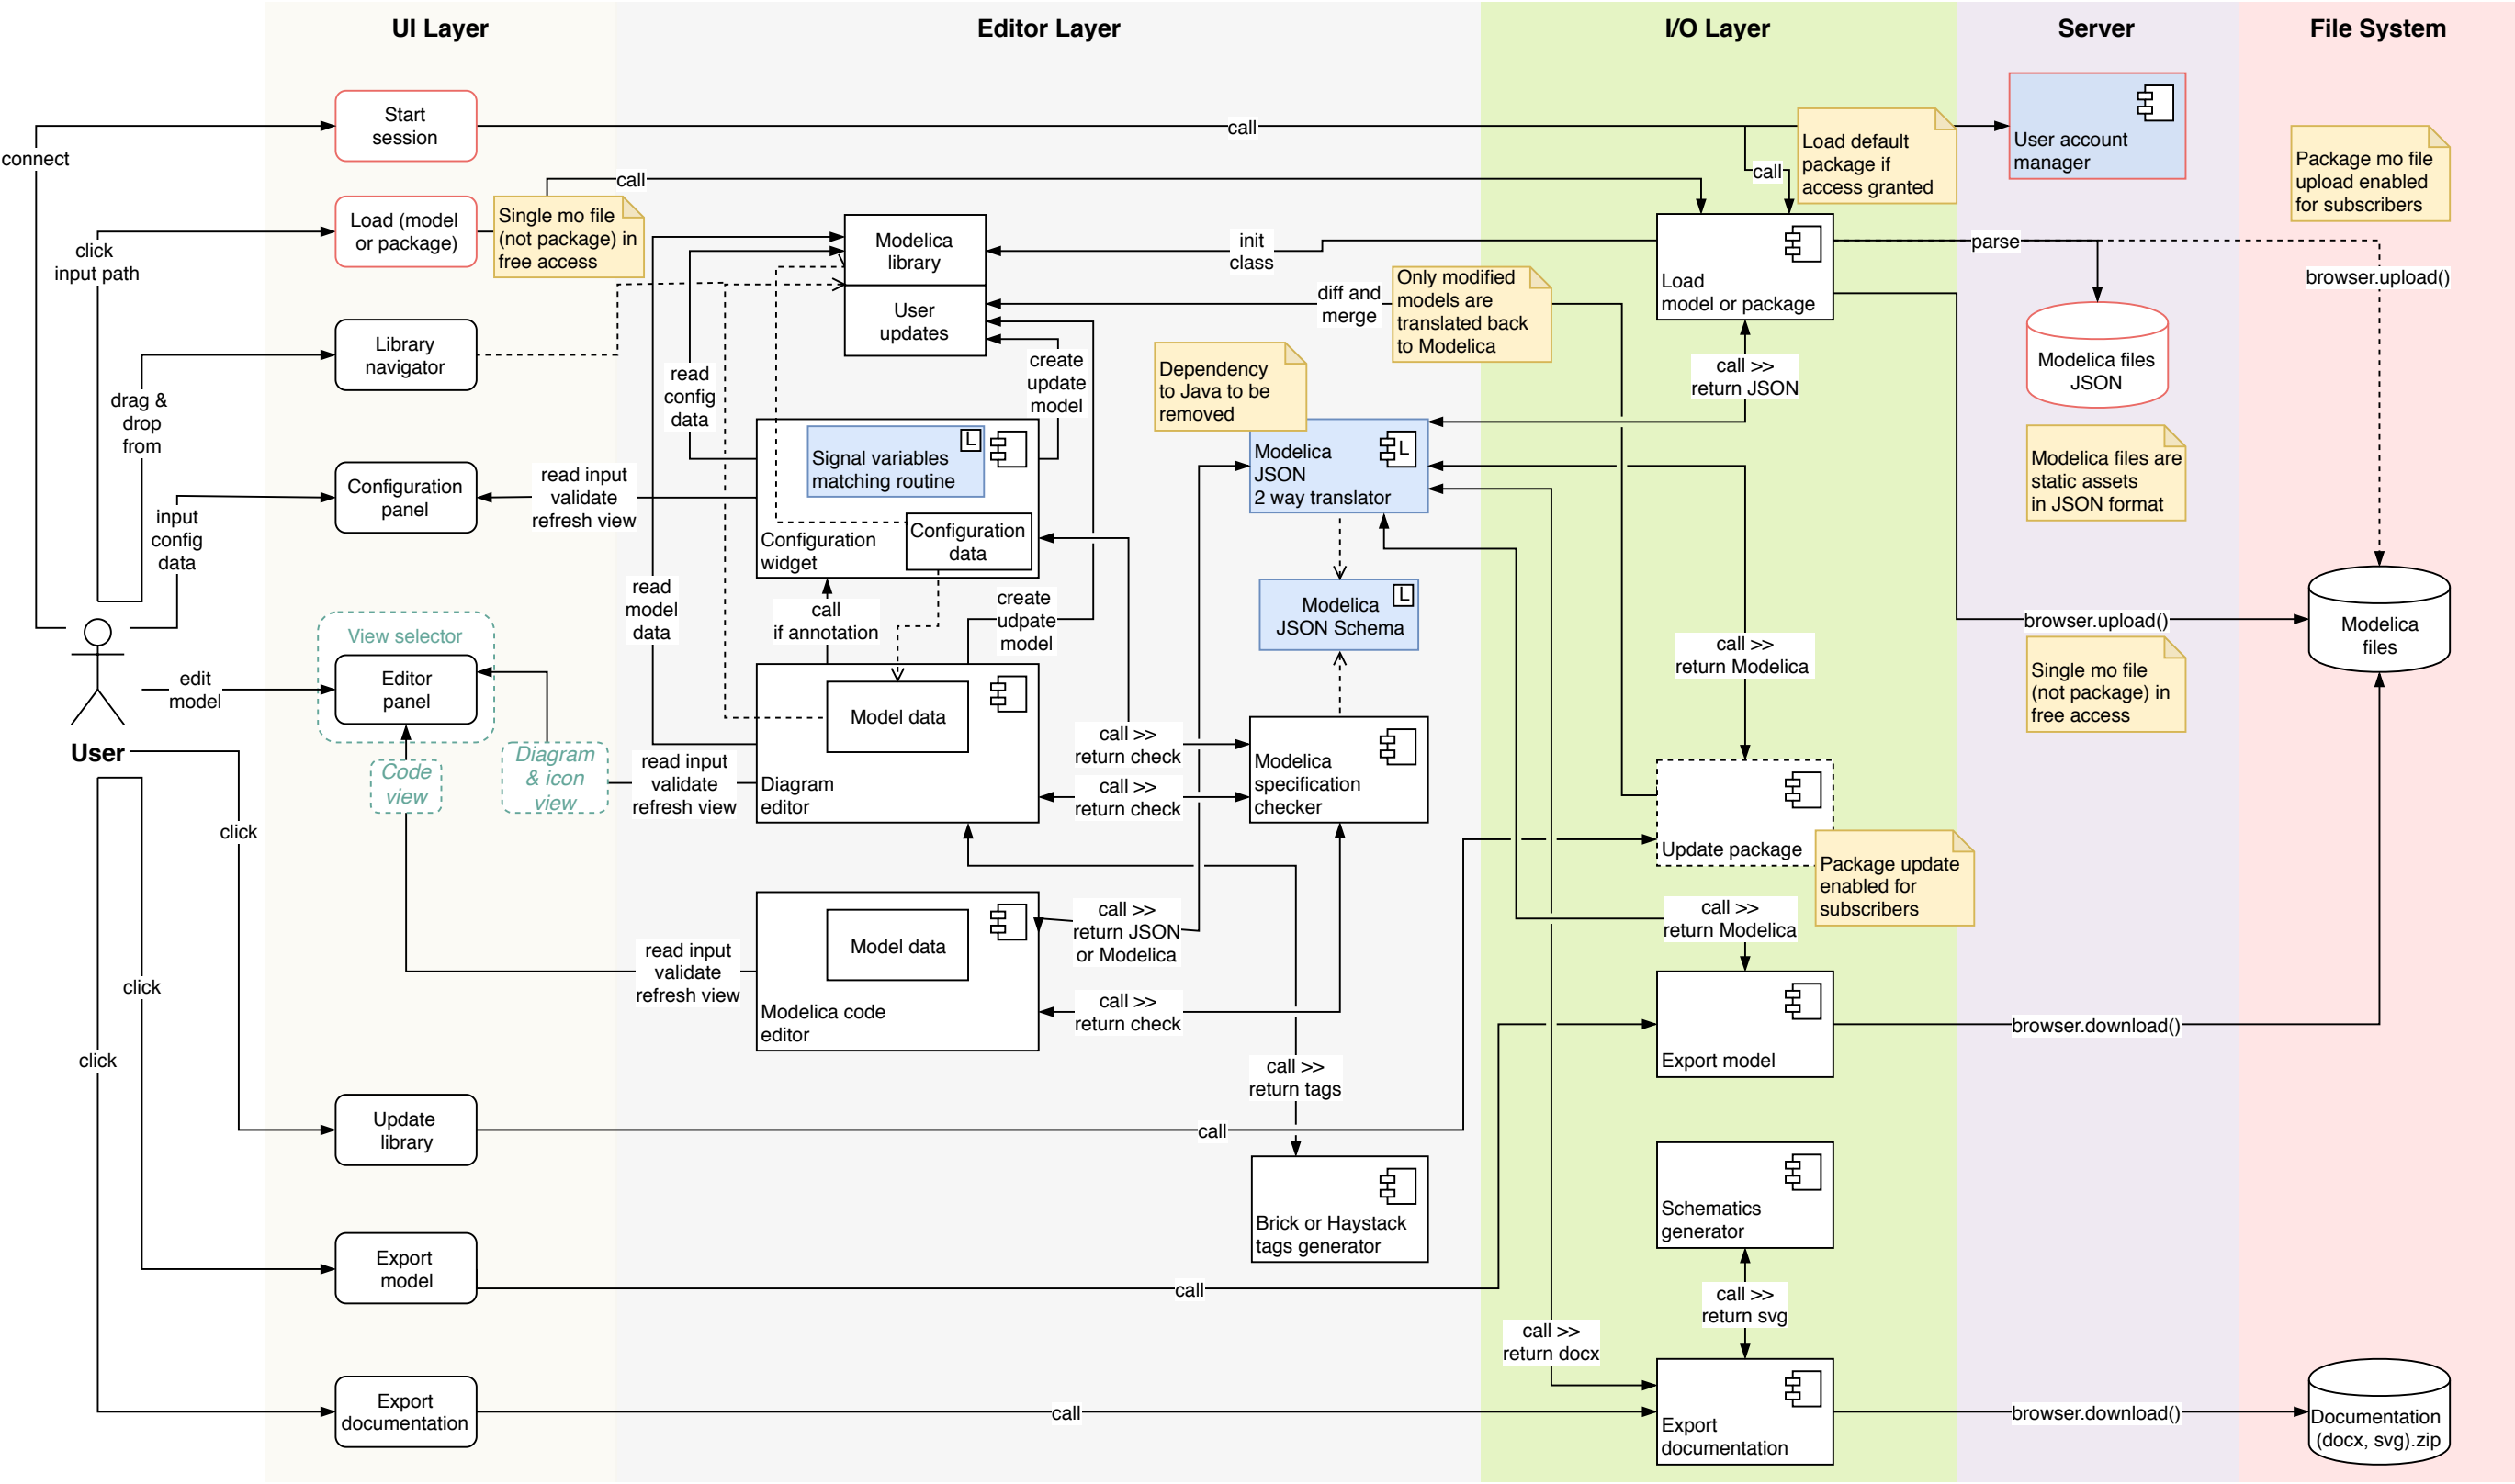 UI Layer
Editor Layer
I/O Layer
Server
File System
Start
session
call
Load default
package if
access granted
User account
manager
Package mo file
upload enabled
for subscribers
connect
call
call
Load (model
or package)
Single mo file
(not package) in
free access
click
input path
Modelica
library
User
updates
init
class
diff and
merge
Only modified
models are
translated back
to Modelica
Load
model or package
parse
browser.upload()
Modelica files
JSON
call >>
return JSON
Library
navigator
drag &
drop
from
read
config
data
create
update
model
Dependency
to Java to be
removed
Modelica files are
static assets
in JSON format
Configuration
panel
input
config
data
read input
validate
refresh view
Signal variables
matching routine
L
Configuration
widget
Configuration
data
Modelica
JSON
2 way translator
L
Modelica
JSON Schema
L
read
model
data
call
if annotation
create
udpate
model
call >>
return Modelica
browser.upload()
Modelica
files
Single mo file
(not package) in
free access
View selector
Editor
panel
edit
model
User
Code
view
Diagram
& icon
view
read input
validate
refresh view
Model data
Diagram
editor
call >>
return check
call >>
return check
Modelica
specification
checker
Update package
Package update
enabled for
subscribers
click
Model data
Modelica code
editor
read input
validate
refresh view
call >>
return JSON
or Modelica
call >>
return check
call >>
return Modelica
click
Export model
browser.download()
click
call >>
return tags
Update
library
call
Brick or Haystack
tags generator
Schematics
generator
Export
model
call
call >>
return svg
call >>
return docx
Export
documentation
call
Export
documentation
browser.download()
Documentation
(docx, svg).zip